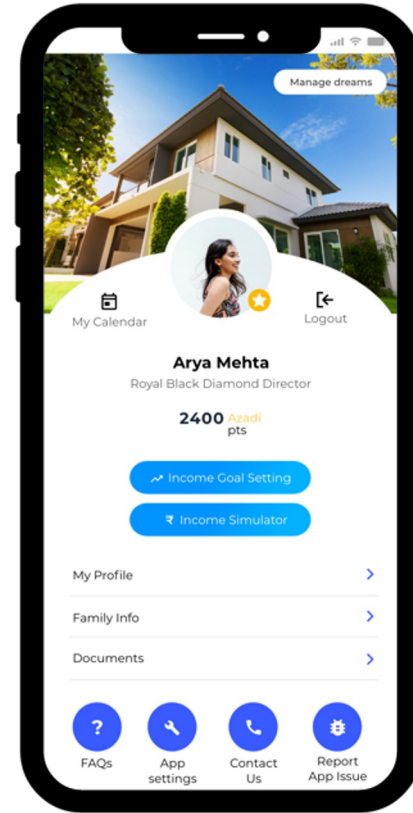 Manage dreams
My Calendar
Logout
Arya Mehta
Royal Black Diamond Director
2400 Azadi
pts
Income Goal Setting
₹ Income Simulator
My Profile
Family Info
Documents
?
FAQs
App
settings
Contact
Us
Report
App Issue